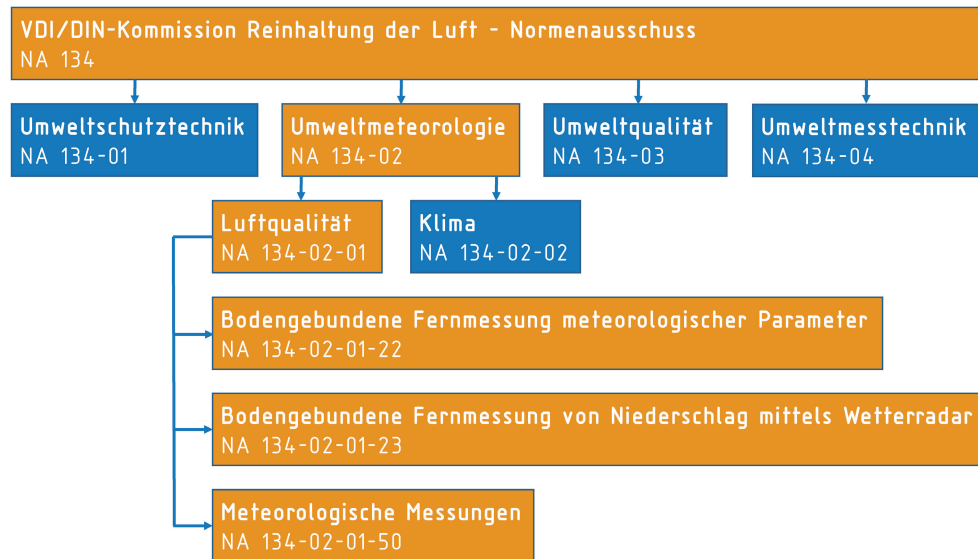 VDI/DIN-Kommission Reinhaltung der Luft - Normenausschuss
NA 134
Umweltschutztechnik
NA 134-01
Umweltmeteorologie
NA 134-02
Umweltqualität
NA 134-03
Umweltmesstechnik
NA 134-04
Luftqualität
NA 134-02-01
Klima
NA 134-02-02
Bodengebundene Fernmessung meteorologischer Parameter
NA 134-02-01-22
Bodengebundene Fernmessung von Niederschlag mittels Wetterradar
NA 134-02-01-23
Meteorologische Messungen
NA 134-02-01-50